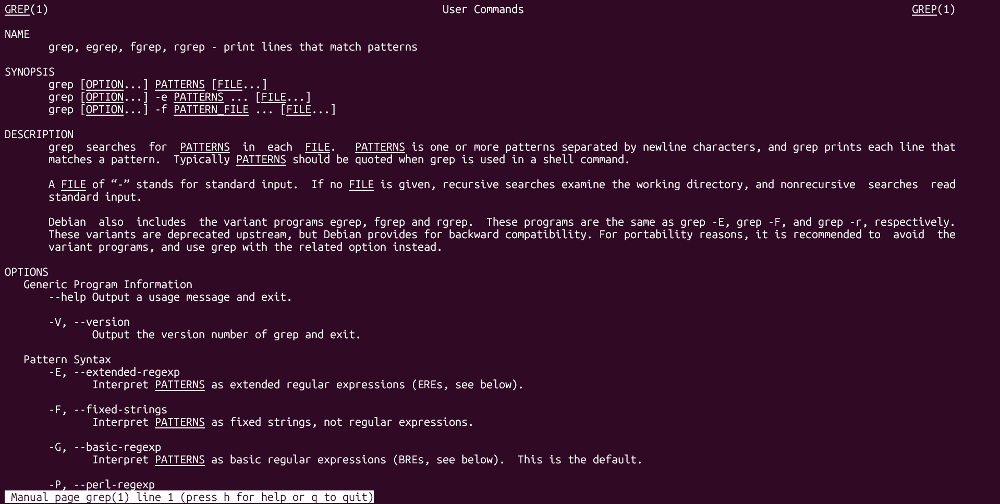 GREP(1) User Commands GREP(1)
NAME
grep, egrep, fgrep, rgrep - print lines that match patterns
SYNOPSIS
grep [OPTION...] PATTERNS [FILE...]
grep [OPTION...] -e PATTERNS ... [FILE...]
grep [OPTION...] -f PATTERN_FILE ... [FILE...]
DESCRIPTION
grep searches for PATTERNS in each FILE. PATTERNS is one or more patterns separated by newline characters, and grep prints each line that
matches a pattern. Typically PATTERNS should be quoted when grep is used in a shell command.
A FILE of “-” stands for standard input. If no FILE is given, recursive searches examine the working directory, and nonrecursive searches read
standard input.
Debian also includes the variant programs egrep, fgrep and rgrep. These programs are the same as grep -E, grep -F, and grep -r, respectively.
These variants are deprecated upstream, but Debian provides for backward compatibility. For portability reasons, it is recommended to avoid the
variant programs, and use grep with the related option instead.
OPTIONS
Generic Program Information
--help Output a usage message and exit.
-V, --version
Output the version number of grep and exit.
Pattern Syntax
-E, --extended-regexp
Interpret PATTERNS as extended regular expressions (EREs, see below).
-F, --fixed-strings
Interpret PATTERNS as fixed strings, not regular expressions.
-G, --basic-regexp
Interpret PATTERNS as basic regular expressions (BREs, see below). This is the default.
-P, --perl-regexp
Manual page grep(1) line 1 (press h for help or q to quit)